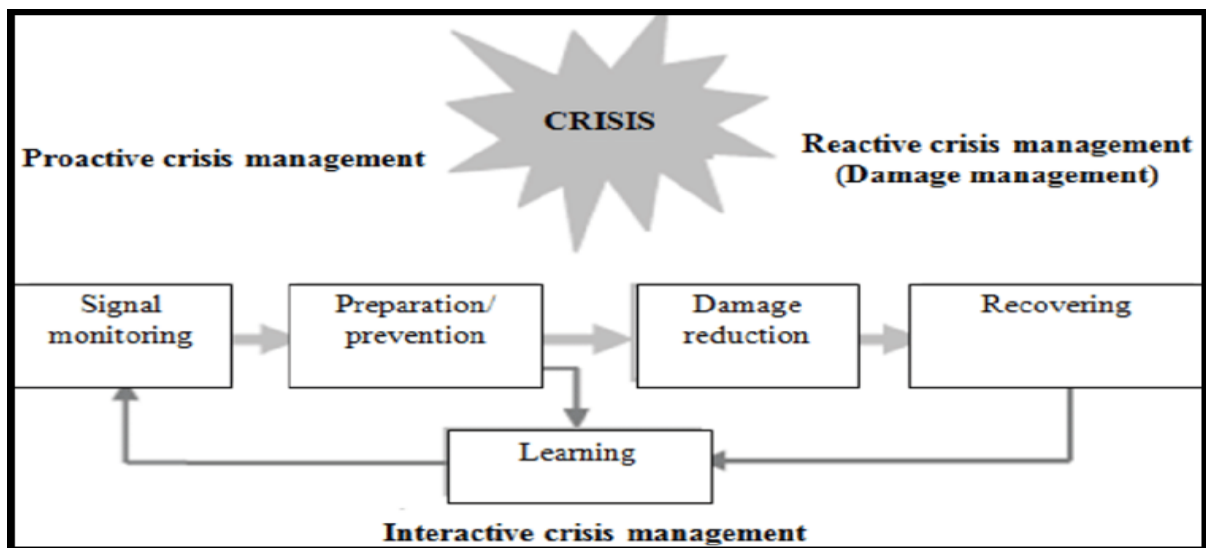 CRISIS
Proactive crisis management
Reactive crisis management
(Damage management)
Signal
monitoring
Preparation/
prevention
Damage
reduction
Recovering
Learning
Interactive crisis management